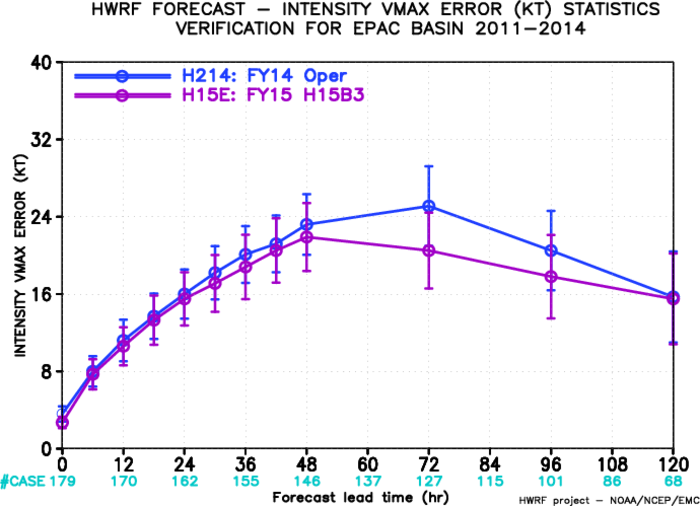 HWRF FORECAST – INTENSITY VMAX ERROR (KT) STATISTICS
VERIFICATION FOR EPAC BASIN 2011–2014
H214: FY14 Oper
H15E: FY15 H15B3
INTENSITY VMAX ERROR (KT)
40
32
24
16
8
0
0 12 24 36 48 60 72 84 96 108 120
#CASE 179 170 162 155 146 137 127 115 101 86 68
Forecast lead time (hr)
HWRF project – NOAA/NCEP/EMC